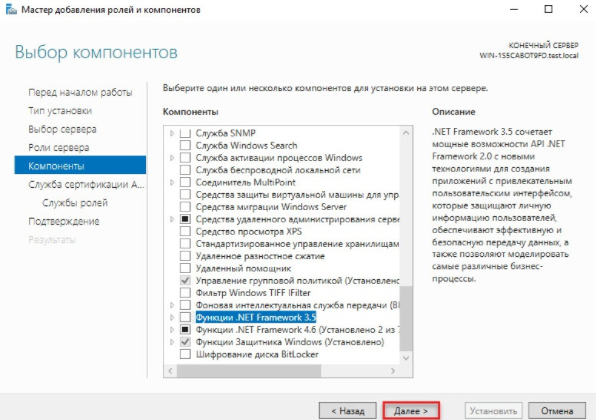 Мастер добавления ролей и компонентов
Выбор компонентов
КОНЕЧНЫЙ СЕРВЕР
WIN-1S5CABOT9FD.test.local
Перед началом работы
Тип установки
Выбор сервера
Роли сервера
Компоненты
Служба сертификации A...
Службы ролей
Подтверждение
Результаты
Выберите один или несколько компонентов для установки на этом сервере.
Компоненты
Служба SNMP
Служба Windows Search
Служба активации процессов Windows
Служба беспроводной локальной сети
Соединитель MultiPoint
Средства защиты виртуальной машины для упр
Средства миграции Windows Server
Средства удаленного администрирования серве
Средство просмотра XPS
Стандартизированное управление хранилищам
Удаленное разностное сжатие
Удаленный помощник
Управление групповой политикой (Установлено
Фильтр Windows TIFF IFilter
Фоновая интеллектуальная служба передачи (BI
Функции .NET Framework 3.5
Функции .NET Framework 4.6 (Установлено 2 из 7
Функции Защитника Windows (Установлено)
Шифрование диска BitLocker
Описание
.NET Framework 3.5 сочетает
мощные возможности API .NET
Framework 2.0 с новыми
технологиями для создания
приложений с привлекательным
пользовательским интерфейсом,
которые защищают личную
информацию пользователей,
обеспечивают эффективную и
безопасную передачу данных, а
также позволяют моделировать
самые различные бизнес-
процессы.
< Назад
Далее >
Установить
Отмена